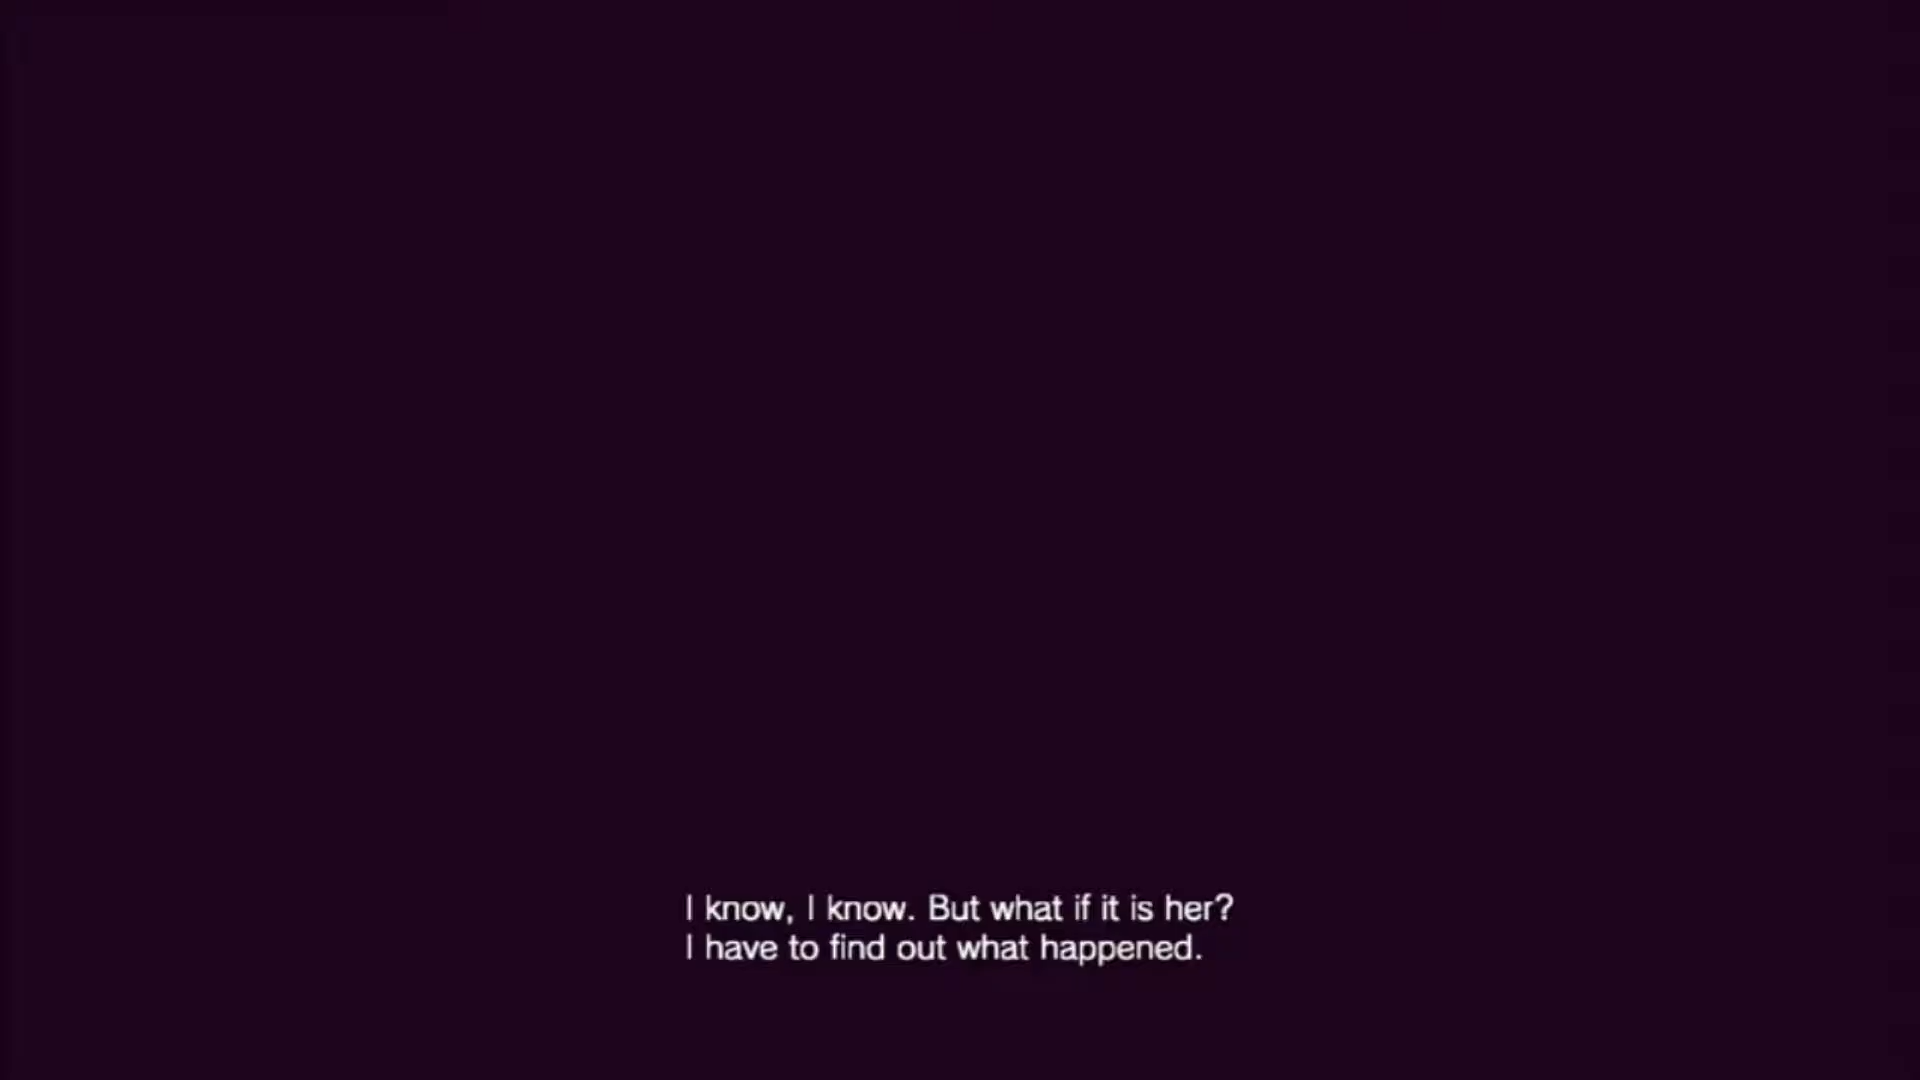 I know, I know. But what if it is her?
I have to find out what happened.